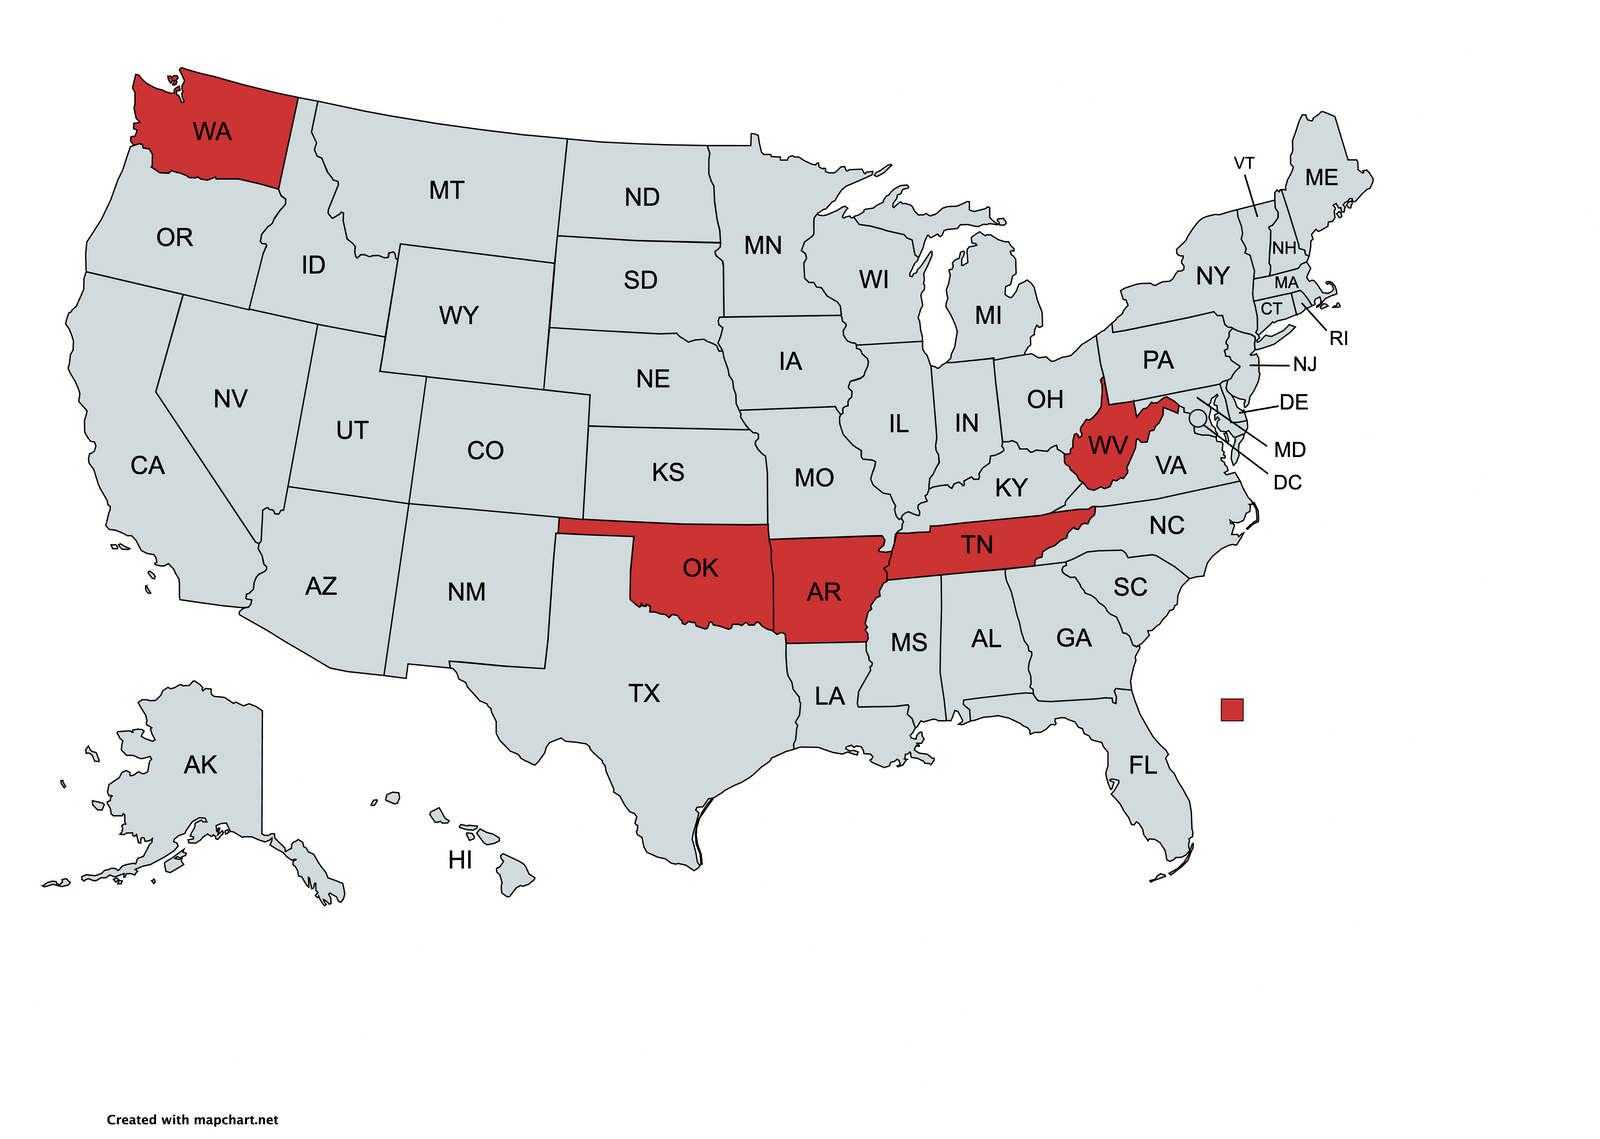 WA
MT
ND
MN
ME
VT
OR
ID
SD
WI
NH
NY
MA
CT
RI
WY
MI
IA
PA
NJ
NV
NE
OH
DE
UT
CO
IL
IN
WV
MD
CA
KS
MO
KY
VA
DC
AZ
NM
OK
AR
TN
NC
SC
MS
AL
GA
TX
LA
AK
FL
HI
Created with mapchart.net